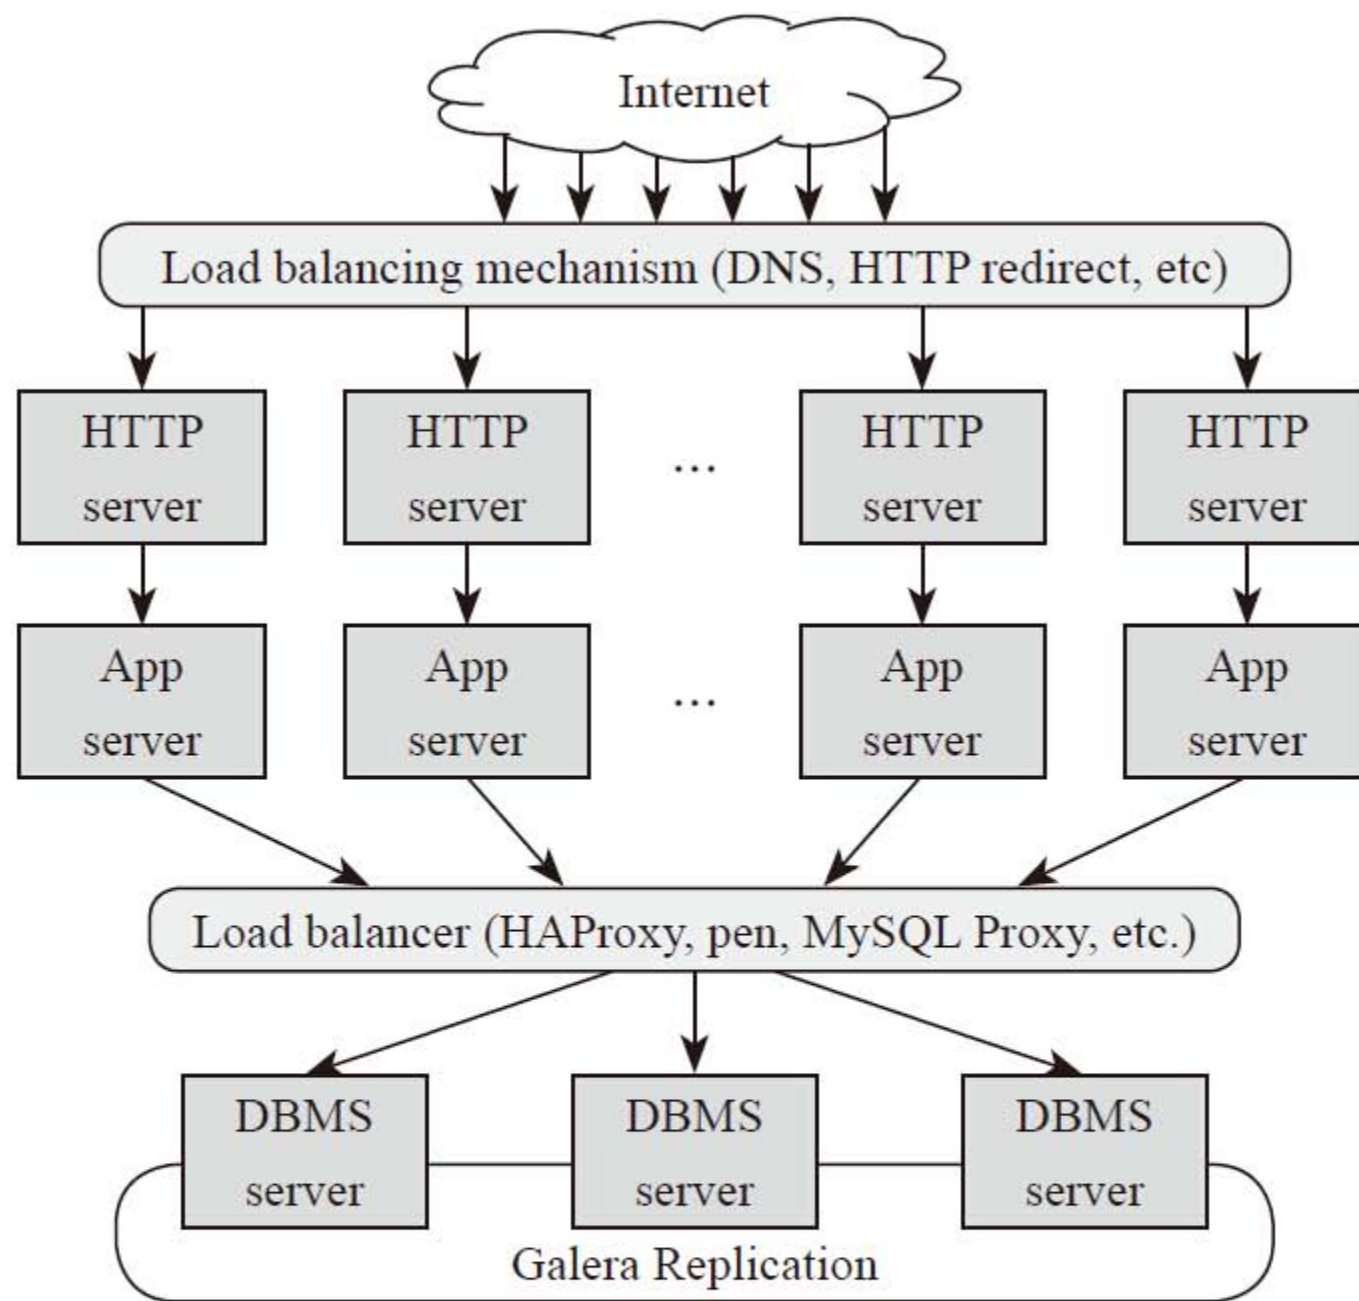 Internet
Load balancing mechanism (DNS, HTTP redirect, etc)
HTTP
server
HTTP
server
...
HTTP
server
HTTP
server
App
server
App
server
...
App
server
App
server
Load balancer (HAProxy, pen, MySQL Proxy, etc.)
DBMS
server
DBMS
server
DBMS
server
Galera Replication